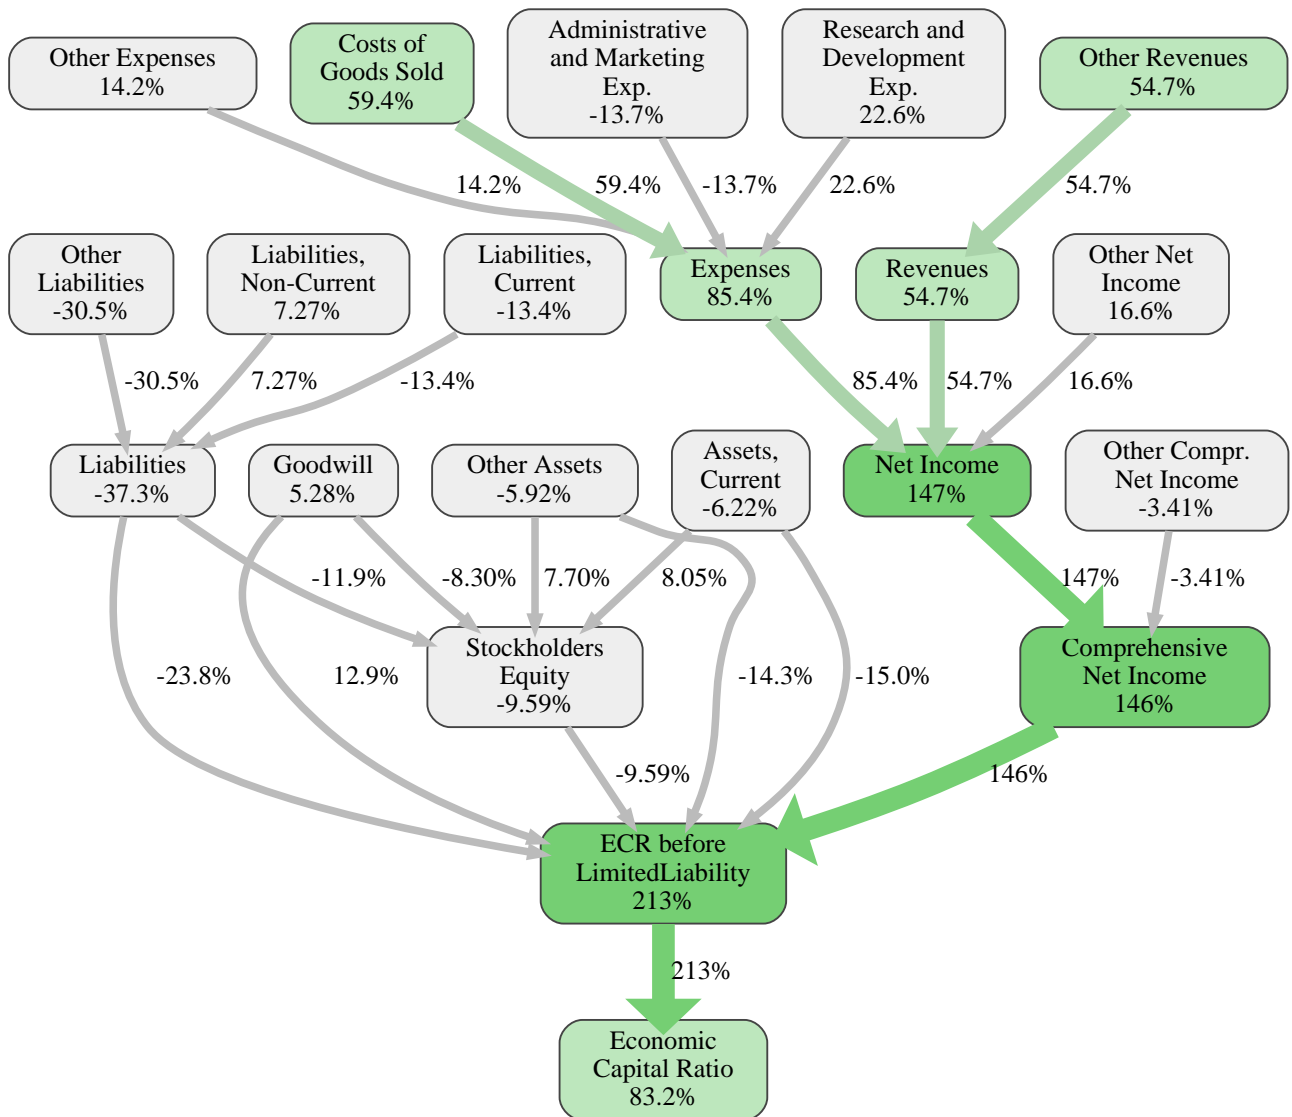 Other Expenses
14.2%
Costs of
Goods Sold
59.4%
Administrative
and Marketing
Exp.
-13.7%
Research and
Development
Exp.
22.6%
Other Revenues
54.7%
14.2%
59.4%
-13.7%
22.6%
54.7%
Other
Liabilities
-30.5%
Liabilities,
Non-Current
7.27%
Liabilities,
Current
-13.4%
Expenses
85.4%
Revenues
54.7%
Other Net
Income
16.6%
-30.5%
7.27%
-13.4%
85.4%
54.7%
16.6%
Liabilities
-37.3%
Goodwill
5.28%
Other Assets
-5.92%
Assets,
Current
-6.22%
Net Income
147%
Other Compr.
Net Income
-3.41%
-11.9%
-8.30%
7.70%
8.05%
147%
-3.41%
Stockholders
Equity
-9.59%
Comprehensive
Net Income
146%
-23.8%
12.9%
-14.3%
-15.0%
-9.59%
146%
ECR before
LimitedLiability
213%
213%
Economic
Capital Ratio
83.2%